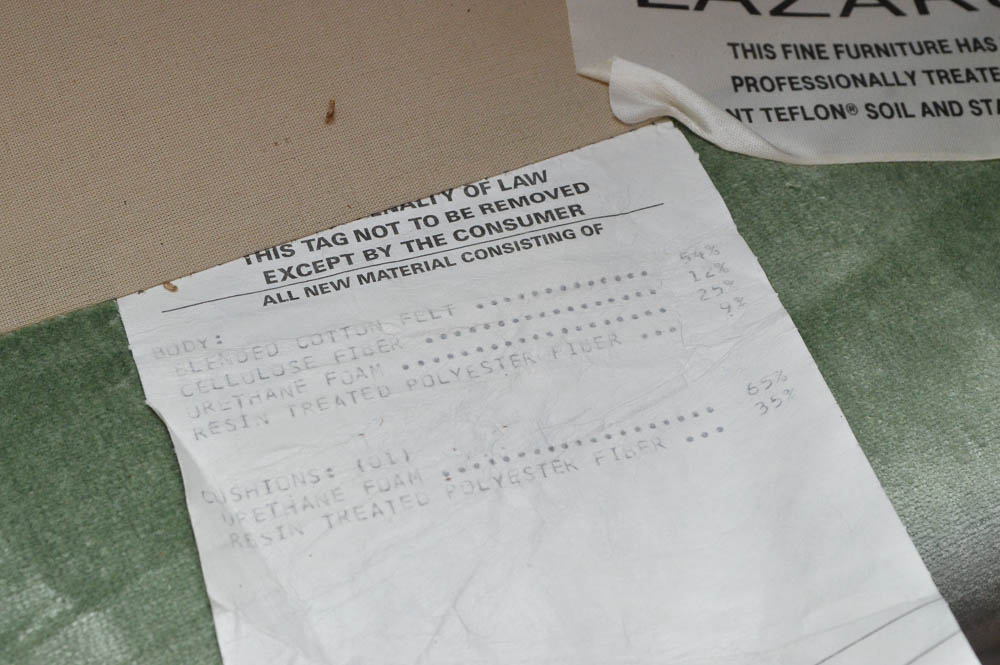 THIS FINE FURNITURE HAS
PROFESSIONALLY TREATE
NT TEFLON® SOIL AND STA
ENALTY OF LAW
THIS TAG NOT TO BE REMOVED
EXCEPT BY THE CONSUMER
ALL NEW MATERIAL CONSISTING OF
BODY:
BLENDED COTTON FELT .............. 54%
CELLULOSE FIBER .................. 12%
URETHANE FOAM .................... 25%
RESIN TREATED POLYESTER FIBER .... 9%
CUSHIONS: (01)
URETHANE FOAM .................... 65%
RESIN TREATED POLYESTER FIBER .... 35%